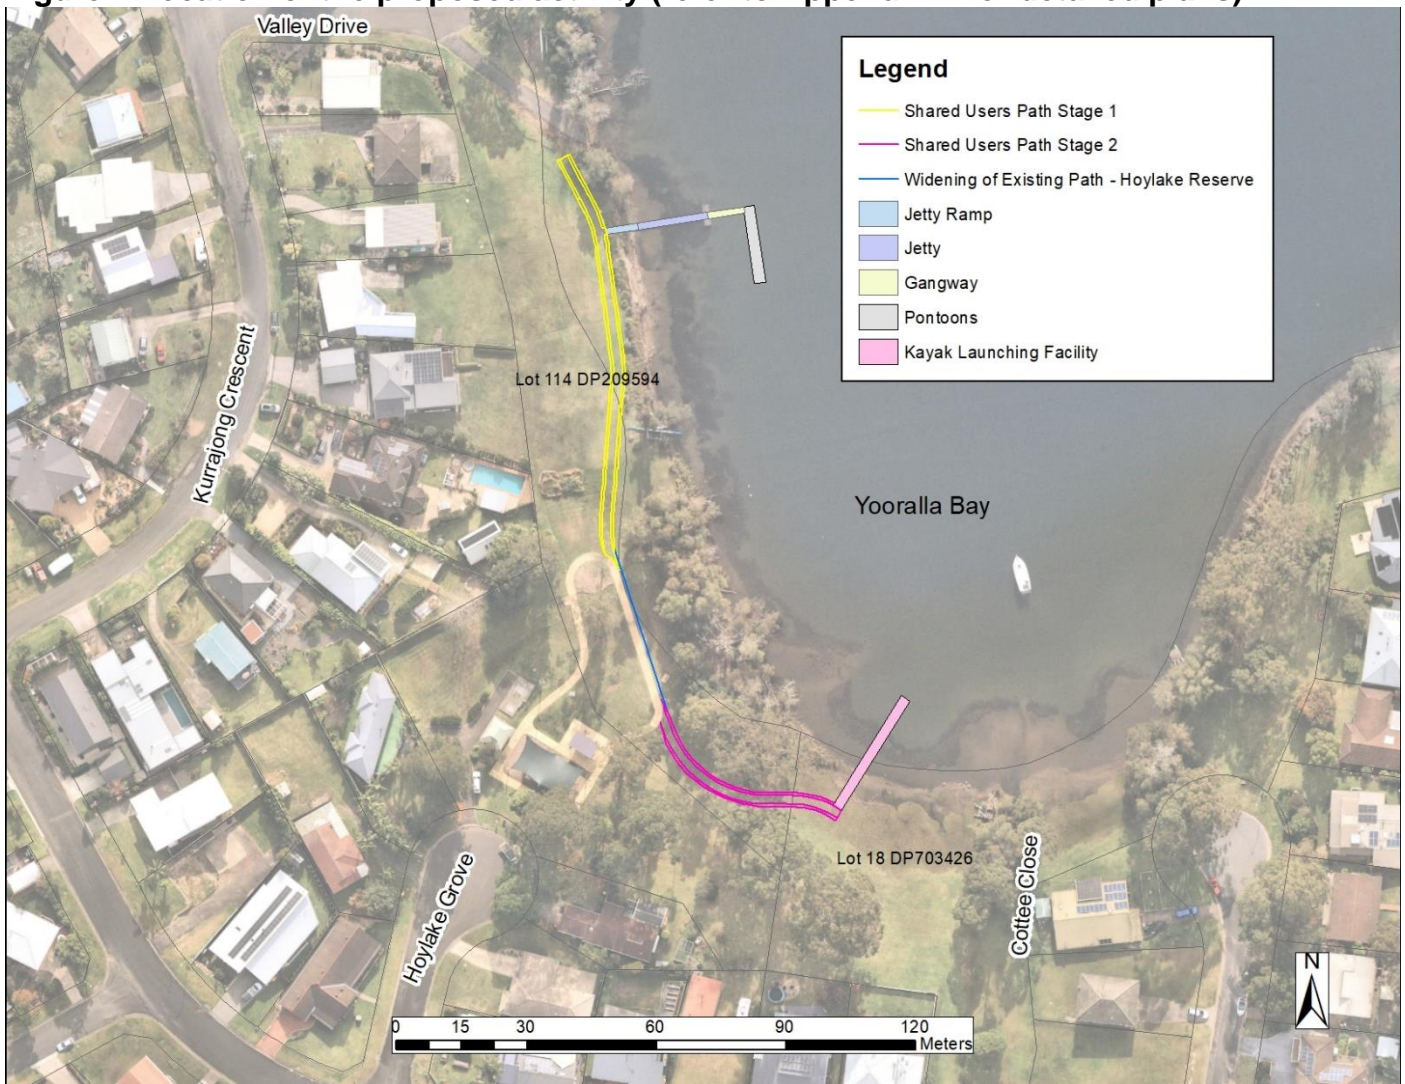 Valley Drive
Legend
Shared Users Path Stage 1
Shared Users Path Stage 2
Widening of Existing Path - Hoylake Reserve
Jetty Ramp
Jetty
Gangway
Pontoons
Kayak Launching Facility
Kurrajong Crescent
Lot 114 DP209594
Yooralla Bay
Lot 18 DP703426
Hoylake Grove
Cottee Close
N
0 15 30 60 90 120
Meters